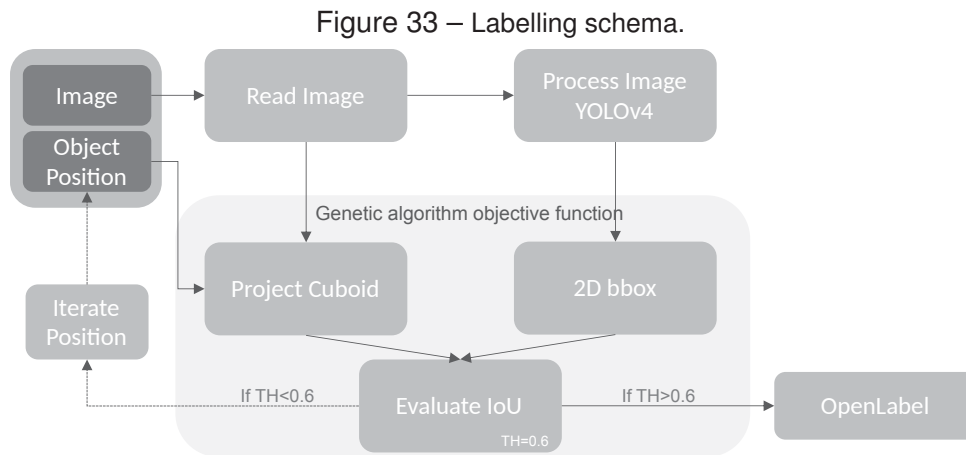 Figure 33 – Labelling schema.
Image
Read Image
Process Image
YOLOv4
Object
Position
Genetic algorithm objective function
Project Cuboid
2D bbox
Iterate
Position
If TH<0.6
Evaluate IoU
TH=0.6
If TH>0.6
OpenLabel